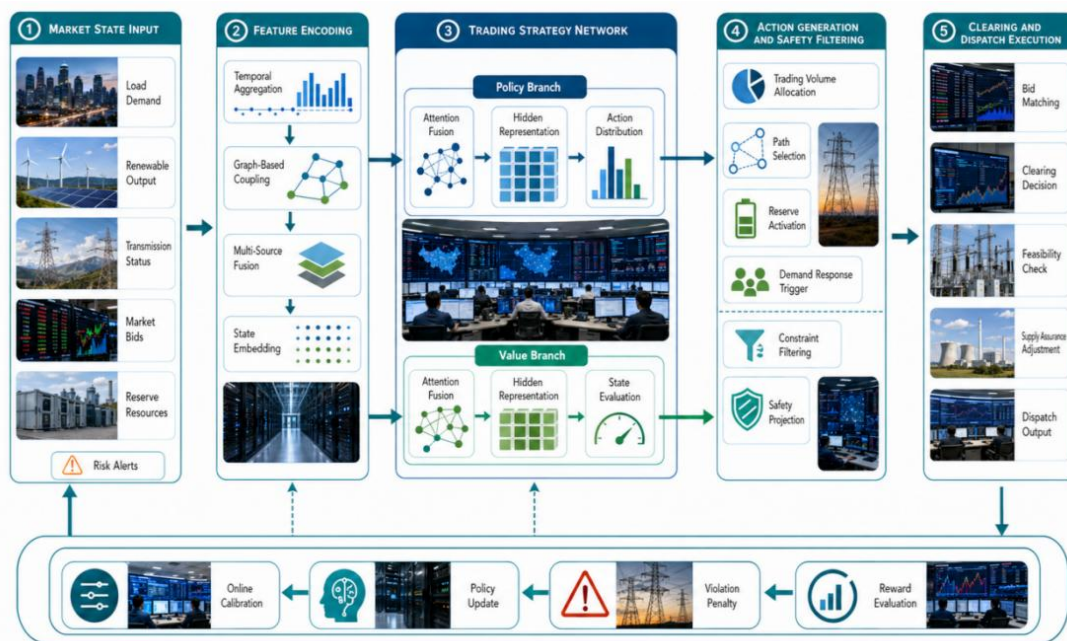 1 MARKET STATE INPUT
Load
Demand
Renewable
Output
Transmission
Status
Market
Bids
Reserve
Resources
Risk Alerts
2 FEATURE ENCODING
Temporal
Aggregation
Graph-Based
Coupling
Multi-Source
Fusion
State
Embedding
3 TRADING STRATEGY NETWORK
Policy Branch
Attention
Fusion
Hidden
Representation
Action
Distribution
Value Branch
Attention
Fusion
Hidden
Representation
State
Evaluation
4 ACTION GENERATION
AND SAFETY FILTERING
Trading Volume
Allocation
Path
Selection
Reserve
Activation
Demand Response
Trigger
Constraint
Filtering
Safety
Projection
5 CLEARING AND
DISPATCH EXECUTION
Bid
Matching
Clearing
Decision
Feasibility
Check
Supply Assurance
Adjustment
Dispatch
Output
Online
Calibration
Policy
Update
Violation
Penalty
Reward
Evaluation